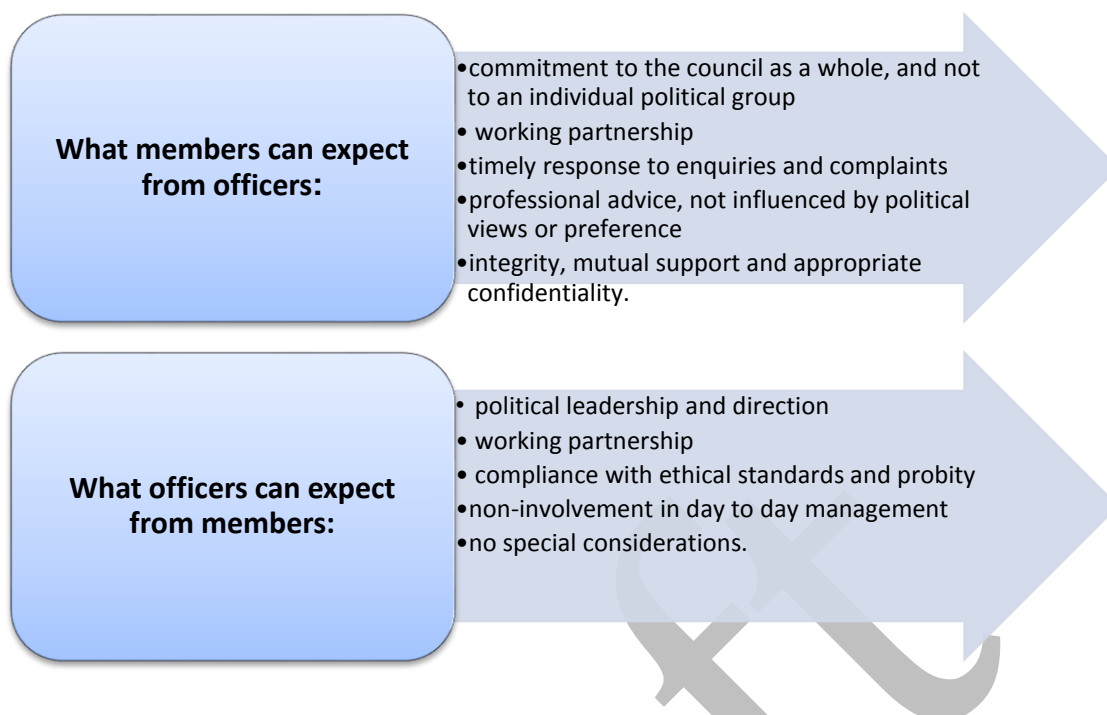 What members can expect
from officers:
•commitment to the council as a whole, and not
to an individual political group
• working partnership
•timely response to enquiries and complaints
•professional advice, not influenced by political
views or preference
•integrity, mutual support and appropriate
confidentiality.
What officers can expect
from members:
• political leadership and direction
• working partnership
• compliance with ethical standards and probity
•non-involvement in day to day management
•no special considerations.
ft